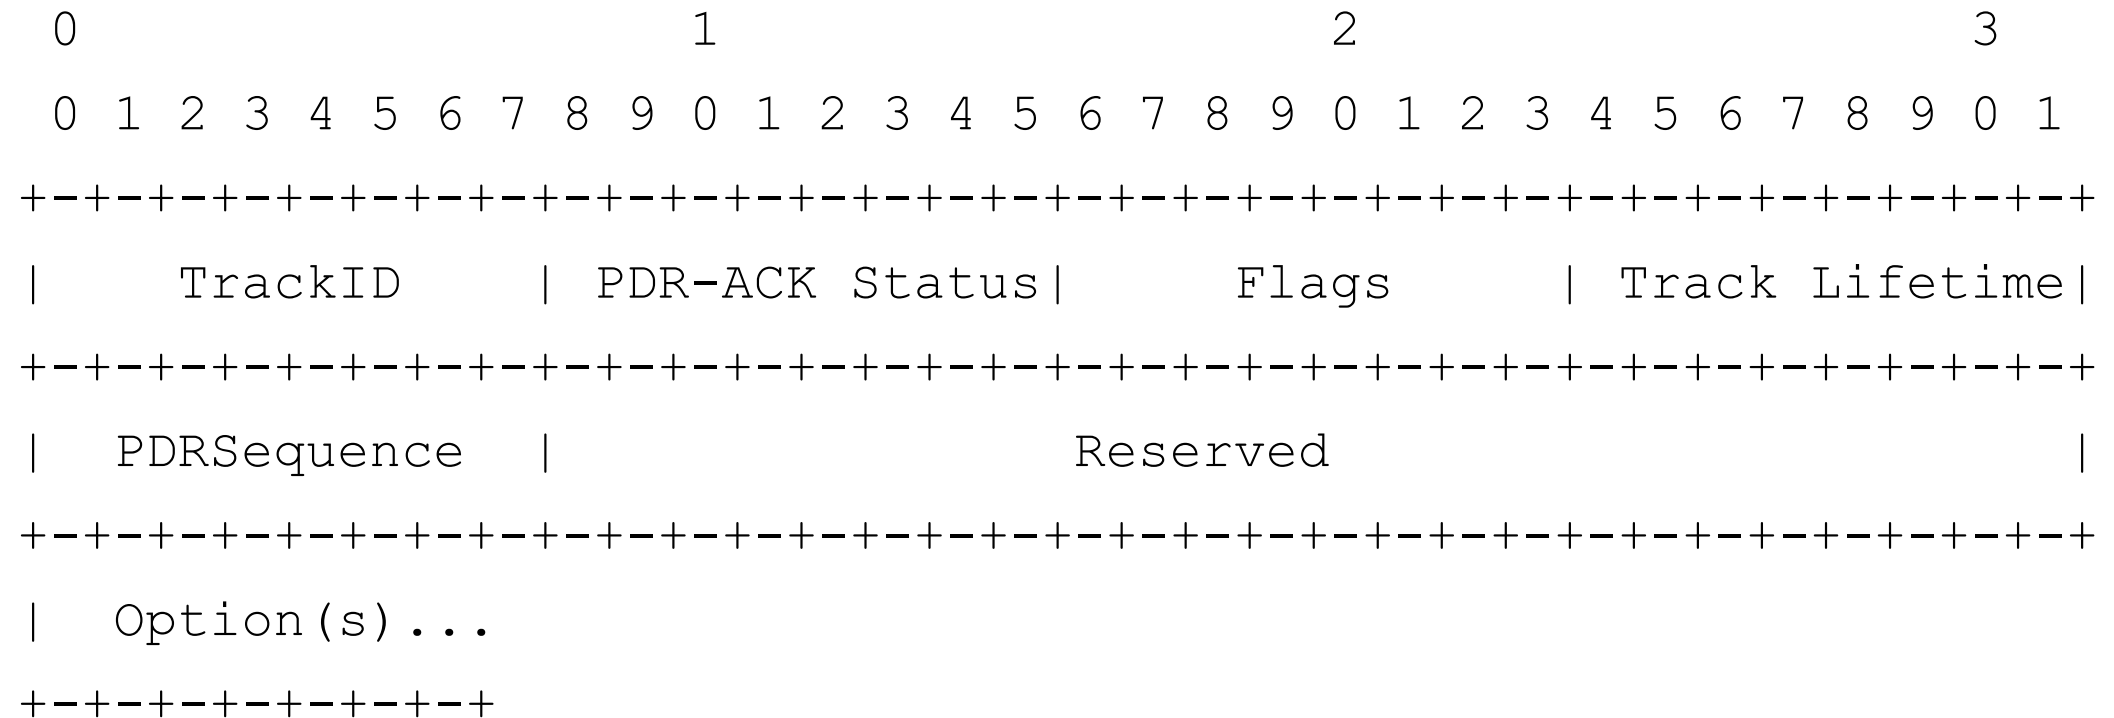 0                   1                   2                   3
 0 1 2 3 4 5 6 7 8 9 0 1 2 3 4 5 6 7 8 9 0 1 2 3 4 5 6 7 8 9 0 1
+-+-+-+-+-+-+-+-+-+-+-+-+-+-+-+-+-+-+-+-+-+-+-+-+-+-+-+-+-+-+-+-+
|    TrackID    | PDR-ACK Status|     Flags     | Track Lifetime|
+-+-+-+-+-+-+-+-+-+-+-+-+-+-+-+-+-+-+-+-+-+-+-+-+-+-+-+-+-+-+-+-+
|  PDRSequence  |                Reserved                       |
+-+-+-+-+-+-+-+-+-+-+-+-+-+-+-+-+-+-+-+-+-+-+-+-+-+-+-+-+-+-+-+-+
|  Option(s)...
+-+-+-+-+-+-+-+